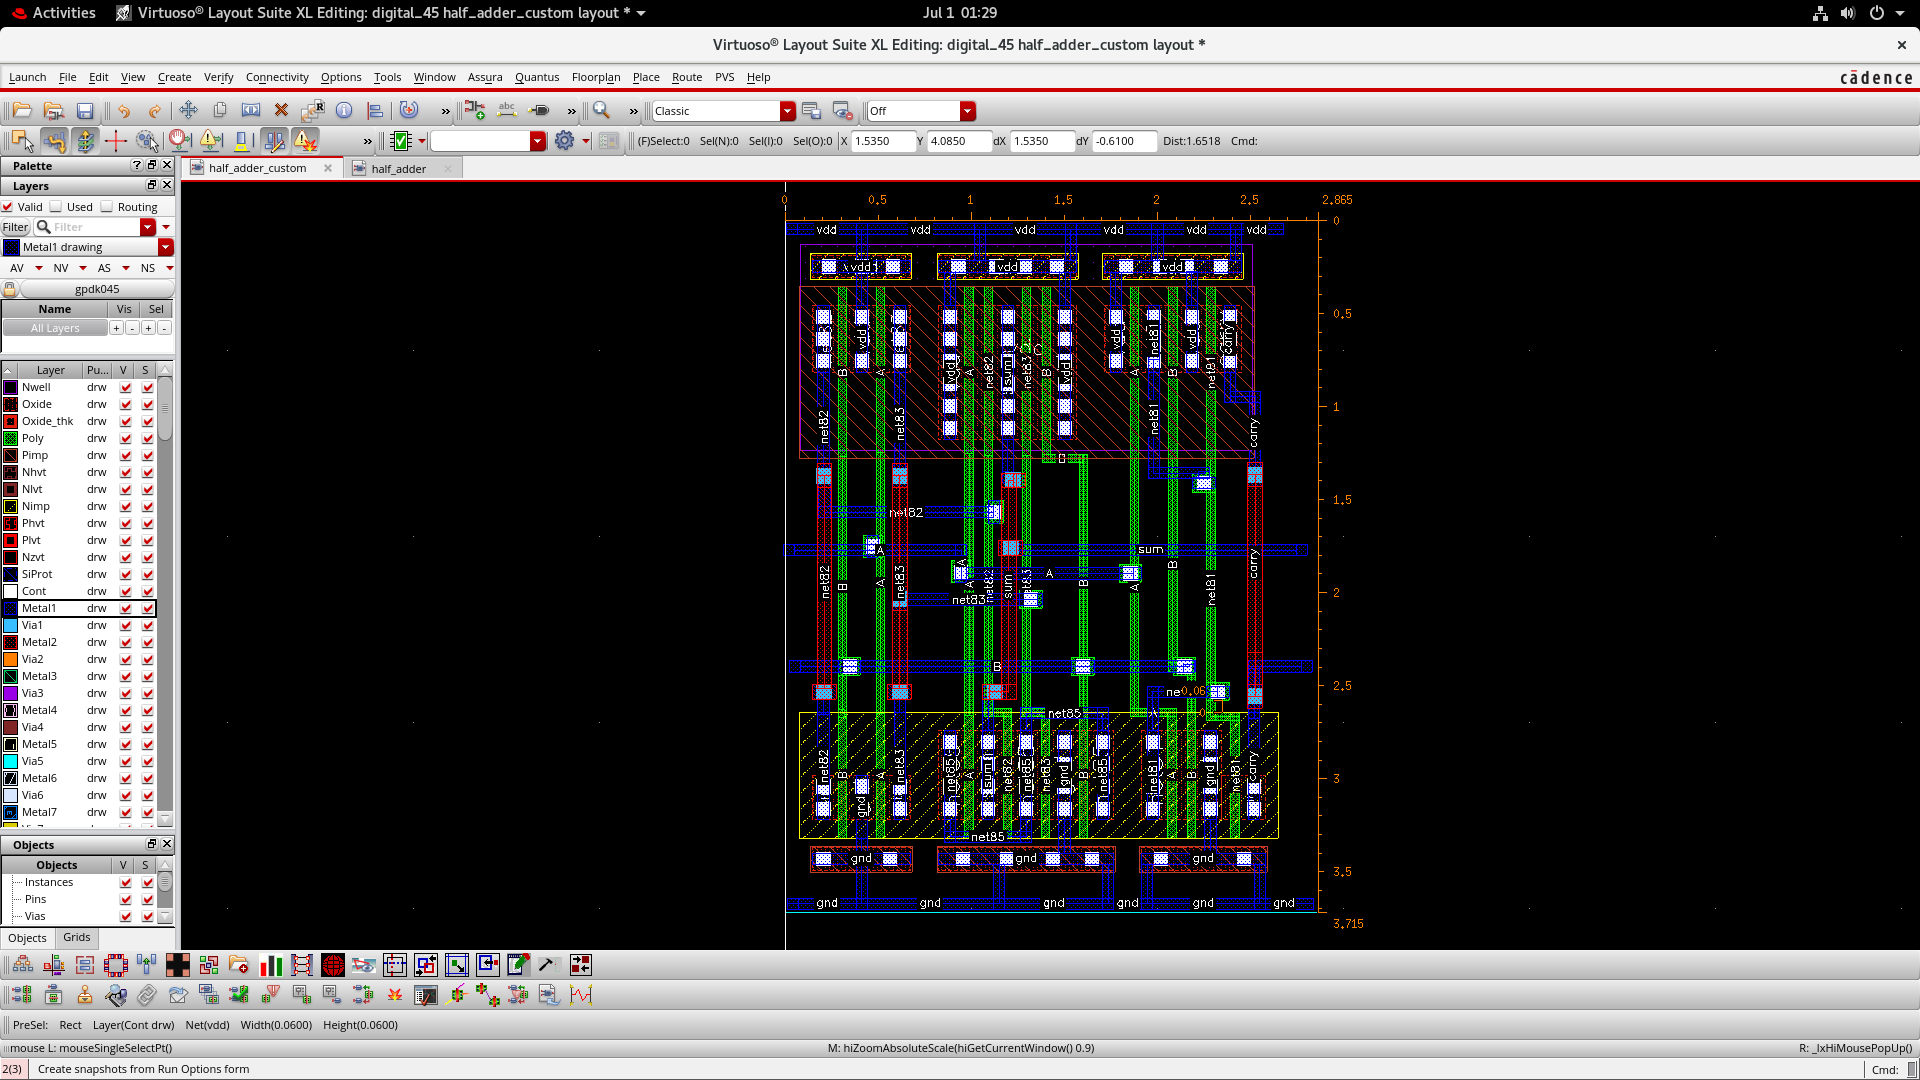 Activities
Virtuoso® Layout Suite XL Editing: digital_45 half_adder_custom layout *
Jul 1 01:29
Virtuoso® Layout Suite XL Editing: digital_45 half_adder_custom layout *
Launch File Edit View Create Verify Connectivity Options Tools Window Assura Quantus Floorplan Place Route PVS Help
cādence
Classic
Off
(F)Select:0 Sel(N):0 Sel(I):0 Sel(O):0 X 1.5350 Y 4.0850 dX 1.5350 dY -0.6100 Dist:1.6518 Cmd:
Palette
half_adder_custom
half_adder
Layers
Valid Used Routing
Filter
Filter
Metal1 drawing
AV NV AS NS
gpdk045
Name Vis Sel
All Layers + - + -
Layer Pu... V S
Nwell drw
Oxide drw
Oxide_thk drw
Poly drw
Pimp drw
Nhvt drw
Nlvt drw
Nimp drw
Phvt drw
Plvt drw
Nzvt drw
SiProt drw
Cont drw
Metal1 drw
Via1 drw
Metal2 drw
Via2 drw
Metal3 drw
Via3 drw
Metal4 drw
Via4 drw
Metal5 drw
Via5 drw
Metal6 drw
Via6 drw
Metal7 drw
Objects
Objects V S
Instances
Pins
Vias
Objects Grids
0 0.5 1 1.5 2 2.5 2.865
0
0.5
1
1.5
2
2.5
3
3.5
3.715
vdd vdd vdd vdd vdd vdd
vdd vdd vdd
vdd sum vdd vdd net81 carry
B A vdd A net82 net83 B A net81
net82 net83 net81 carry
net82
A sum
net82 B A net83 A net82 sum net83 A B A B net81 carry
net83
B
0.06
net85
net82 B A net83 net85 A sum net82 net85 net83 gnd B net85 net81 A B gnd net81 carry
gnd
net85
gnd gnd gnd
gnd gnd gnd gnd gnd gnd
PreSel: Rect Layer(Cont drw) Net(vdd) Width(0.0600) Height(0.0600)
mouse L: mouseSingleSelectPt()
M: hiZoomAbsoluteScale(hiGetCurrentWindow() 0.9)
R: _lxHiMousePopUp()
2(3) Create snapshots from Run Options form
Cmd: